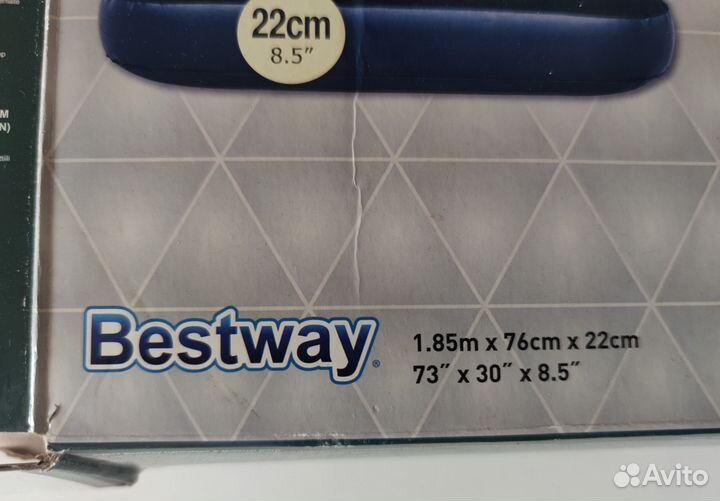 22cm
8.5"
M
N)
Bestway
1.85m x 76cm x 22cm
73" x 30" x 8.5"
Avito